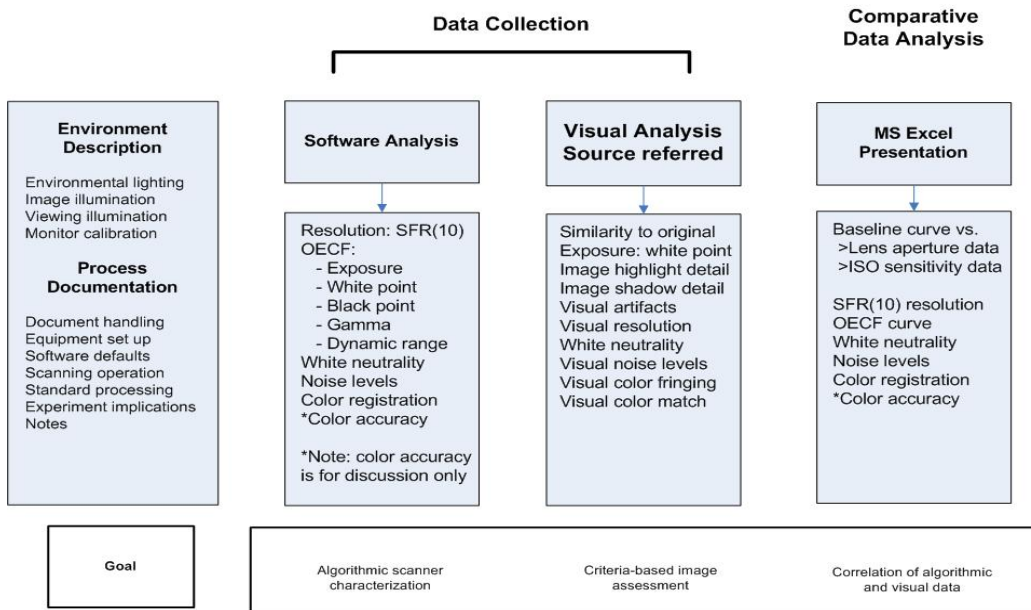 Data Collection
Comparative
Data Analysis
Environment
Description
Environmental lighting
Image illumination
Viewing illumination
Monitor calibration
Process
Documentation
Document handling
Equipment set up
Software defaults
Scanning operation
Standard processing
Experiment implications
Notes
Software Analysis
Resolution: SFR(10)
OECF:
- Exposure
- White point
- Black point
- Gamma
- Dynamic range
White neutrality
Noise levels
Color registration
*Color accuracy
*Note: color accuracy
is for discussion only
Visual Analysis
Source referred
Similarity to original
Exposure: white point
Image highlight detail
Image shadow detail
Visual artifacts
Visual resolution
White neutrality
Visual noise levels
Visual color fringing
Visual color match
MS Excel
Presentation
Baseline curve vs.
>Lens aperture data
>ISO sensitivity data
SFR(10) resolution
OECF curve
White neutrality
Noise levels
Color registration
*Color accuracy
Goal
Algorithmic scanner
characterization
Criteria-based image
assessment
Correlation of algorithmic
and visual data